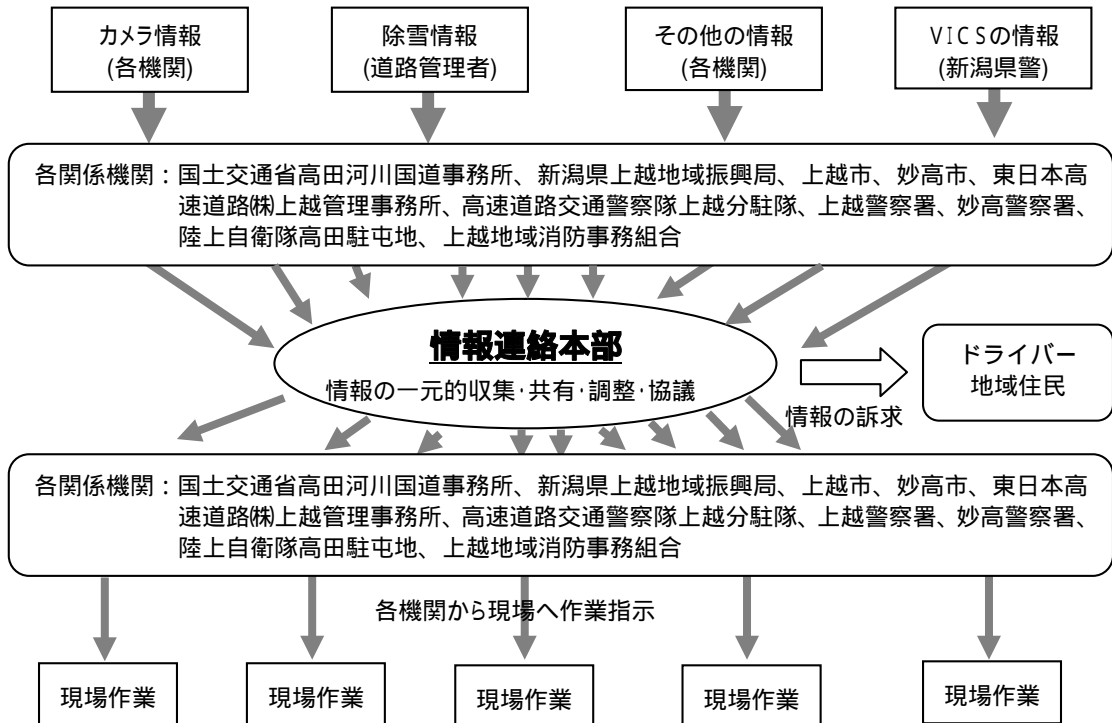 カメラ情報
(各機関)
除雪情報
(道路管理者)
その他の情報
(各機関)
VICSの情報
(新潟県警)
各関係機関：国土交通省高田河川国道事務所、新潟県上越地域振興局、上越市、妙高市、東日本高
速道路㈱上越管理事務所、高速道路交通警察隊上越分駐隊、上越警察署、妙高警察署、
陸上自衛隊高田駐屯地、上越地域消防事務組合
情報連絡本部
情報の一元的収集・共有・調整・協議
情報の訴求
ドライバー
地域住民
各関係機関：国土交通省高田河川国道事務所、新潟県上越地域振興局、上越市、妙高市、東日本高
速道路㈱上越管理事務所、高速道路交通警察隊上越分駐隊、上越警察署、妙高警察署、
陸上自衛隊高田駐屯地、上越地域消防事務組合
各機関から現場へ作業指示
現場作業
現場作業
現場作業
現場作業
現場作業